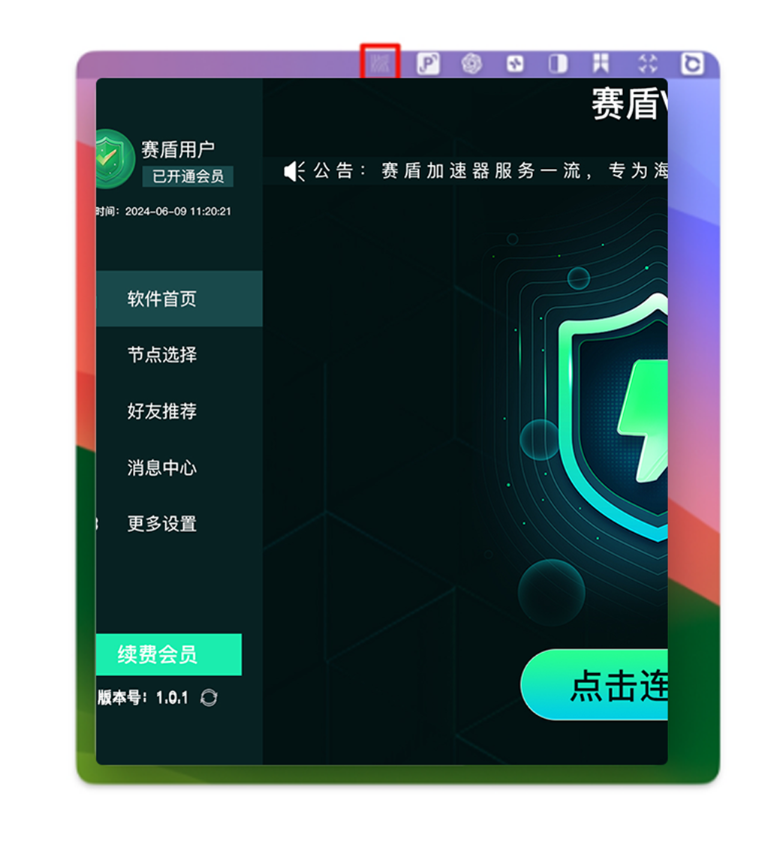 赛盾V
赛盾用户
已开通会员
时间：2024-06-09 11:20:21
公告：赛盾加速器服务一流，专为海
软件首页
节点选择
好友推荐
消息中心
更多设置
续费会员
版本号：1.0.1
点击连